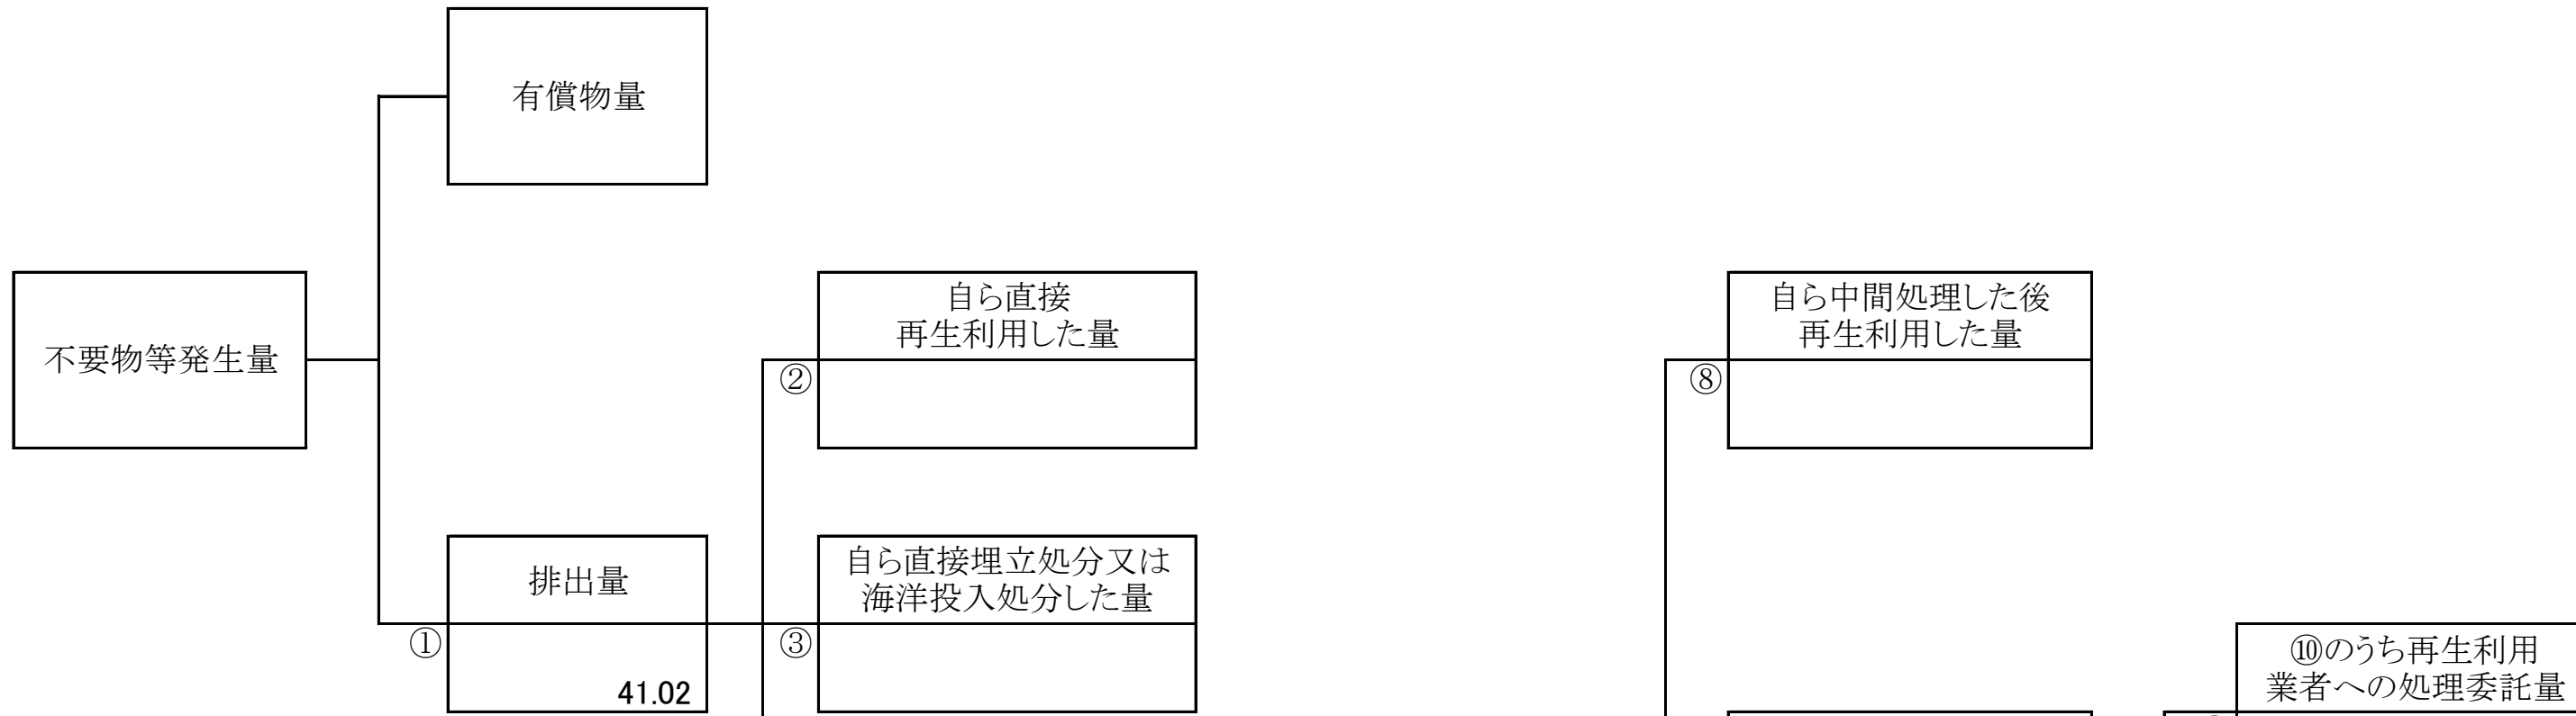 有償物量
不要物等発生量
自ら直接
再生利用した量
②
自ら中間処理した後
再生利用した量
⑧
排出量
①
41.02
自ら直接埋立処分又は
海洋投入処分した量
③
⑩のうち再生利用
業者への処理委託量